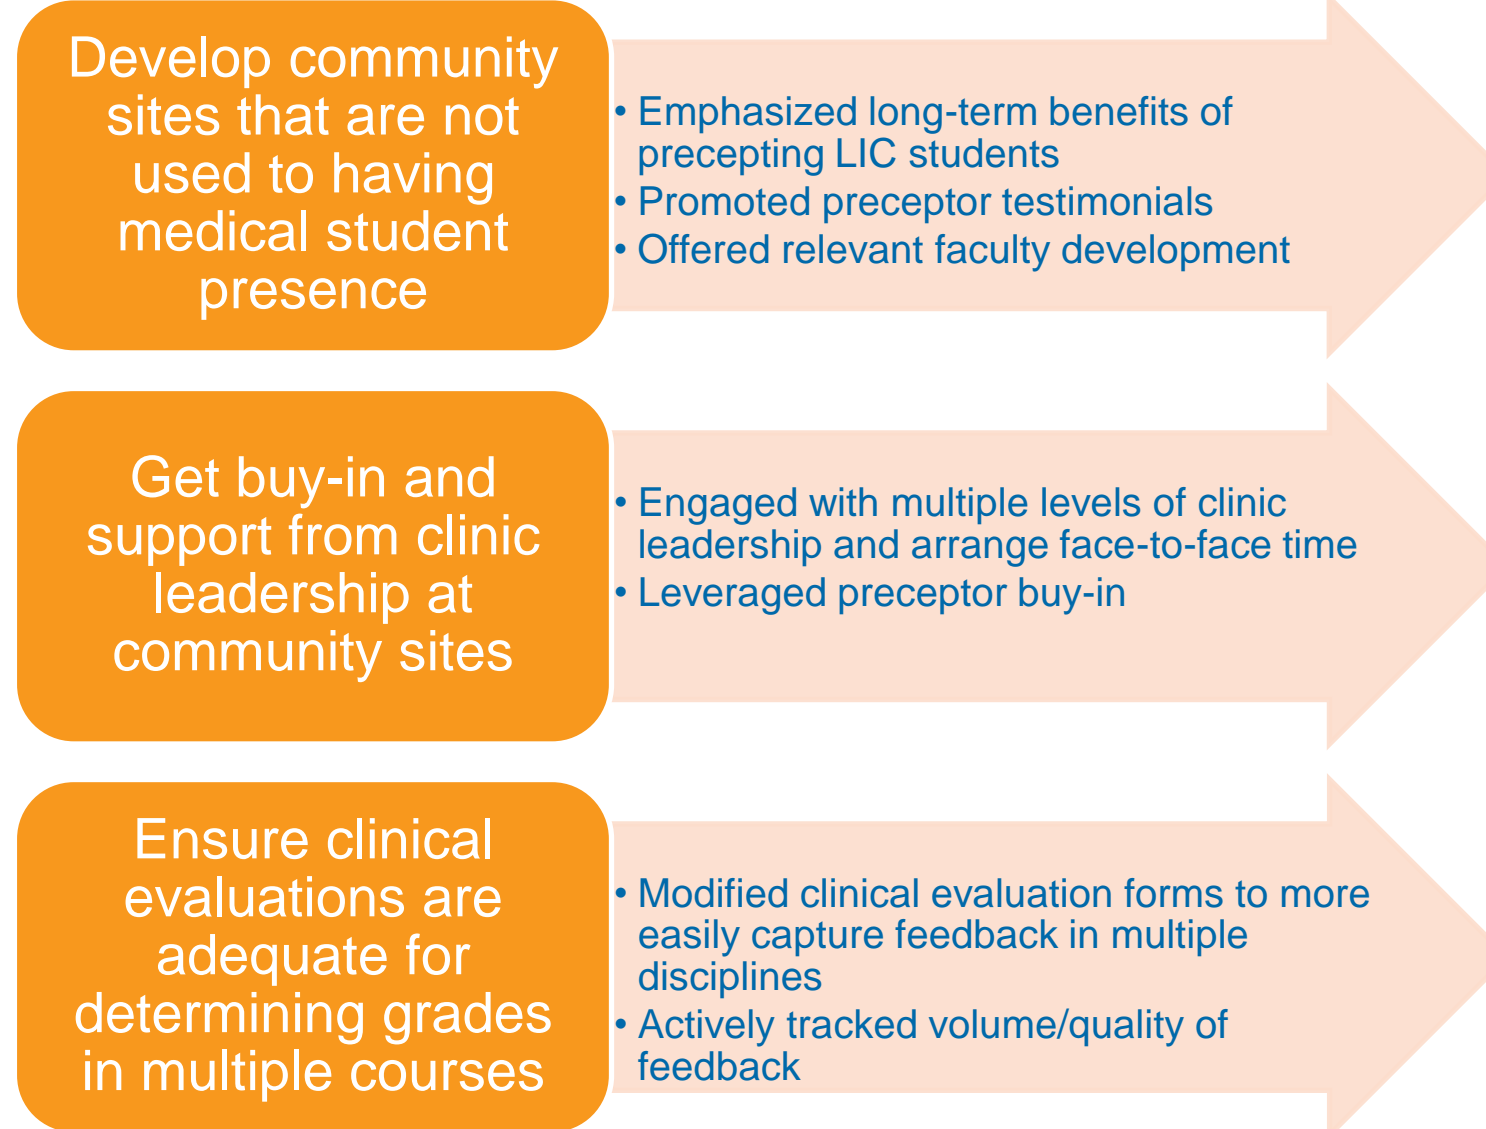 Develop community
sites that are not
used to having
medical student
presence
• Emphasized long-term benefits of
precepting LIC students
• Promoted preceptor testimonials
• Offered relevant faculty development
Get buy-in and
support from clinic
leadership at
community sites
• Engaged with multiple levels of clinic
leadership and arrange face-to-face time
• Leveraged preceptor buy-in
Ensure clinical
evaluations are
adequate for
determining grades
in multiple courses
• Modified clinical evaluation forms to more
easily capture feedback in multiple
disciplines
• Actively tracked volume/quality of
feedback